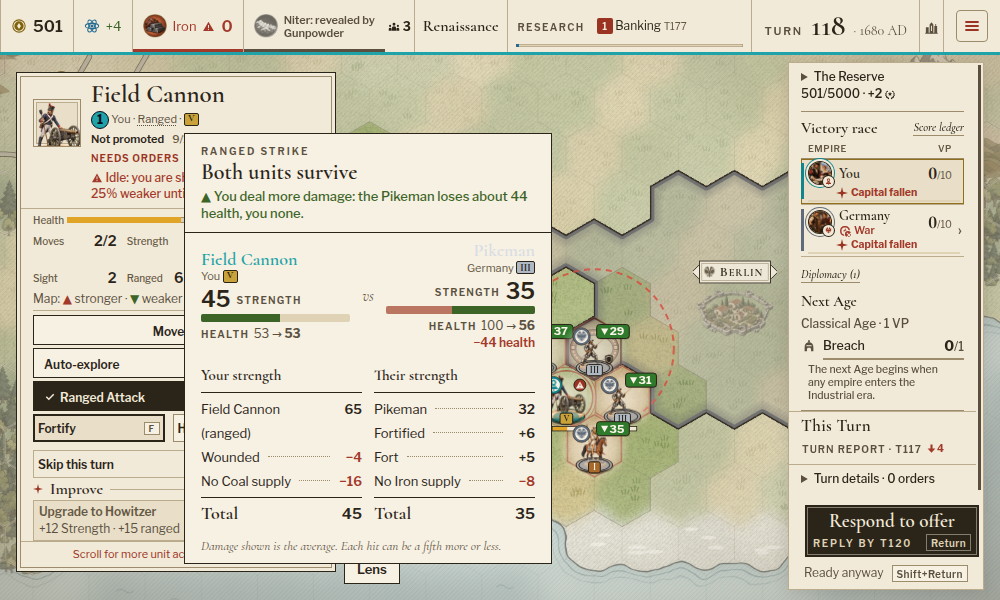 501
+4
Iron 0
Niter: revealed by
Gunpowder
3
Renaissance
RESEARCH
1 Banking T177
TURN 118 · 1680 AD
Field Cannon
1 You · Ranged · V
Not promoted 9/
NEEDS ORDERS
Idle: you are
25% weaker
Health
Moves 2/2 Strength
Sight 2 Ranged 6
Map: ▲ stronger · ▼ weaker
Move
Auto-explore
✓ Ranged Attack
Fortify F
H
Skip this turn
Improve
Upgrade to Howitzer
+12 Strength · +15 ranged
Scroll for more unit
RANGED STRIKE
Both units survive
▲ You deal more damage: the Pikeman loses about 44
health, you none.
Field Cannon
You V
45 STRENGTH
HEALTH 53 → 53
vs
Pikeman
Germany III
STRENGTH 35
HEALTH 100 → 56
−44 health
Your strength
Field Cannon 65
(ranged)
Wounded −4
No Coal supply −16
Total 45
Their strength
Pikeman 32
Fortified +6
Fort +5
No Iron supply −8
Total 35
Damage shown is the average. Each hit can be a fifth more or less.
Lens
37
▼29
III
▼31
V
III
▼35
I
BERLIN
▶ The Reserve
501/5000 · +2
Victory race Score ledger
EMPIRE VP
You 0/10
Capital fallen
Germany 0/10 ›
War
Capital fallen
Diplomacy (1)
Next Age
Classical Age · 1 VP
Breach 0/1
The next Age begins when
any empire enters the
Industrial era.
This Turn
TURN REPORT · T117 4
▶ Turn details · 0 orders
Respond to offer
REPLY BY T120 Return
Ready anyway Shift+Return